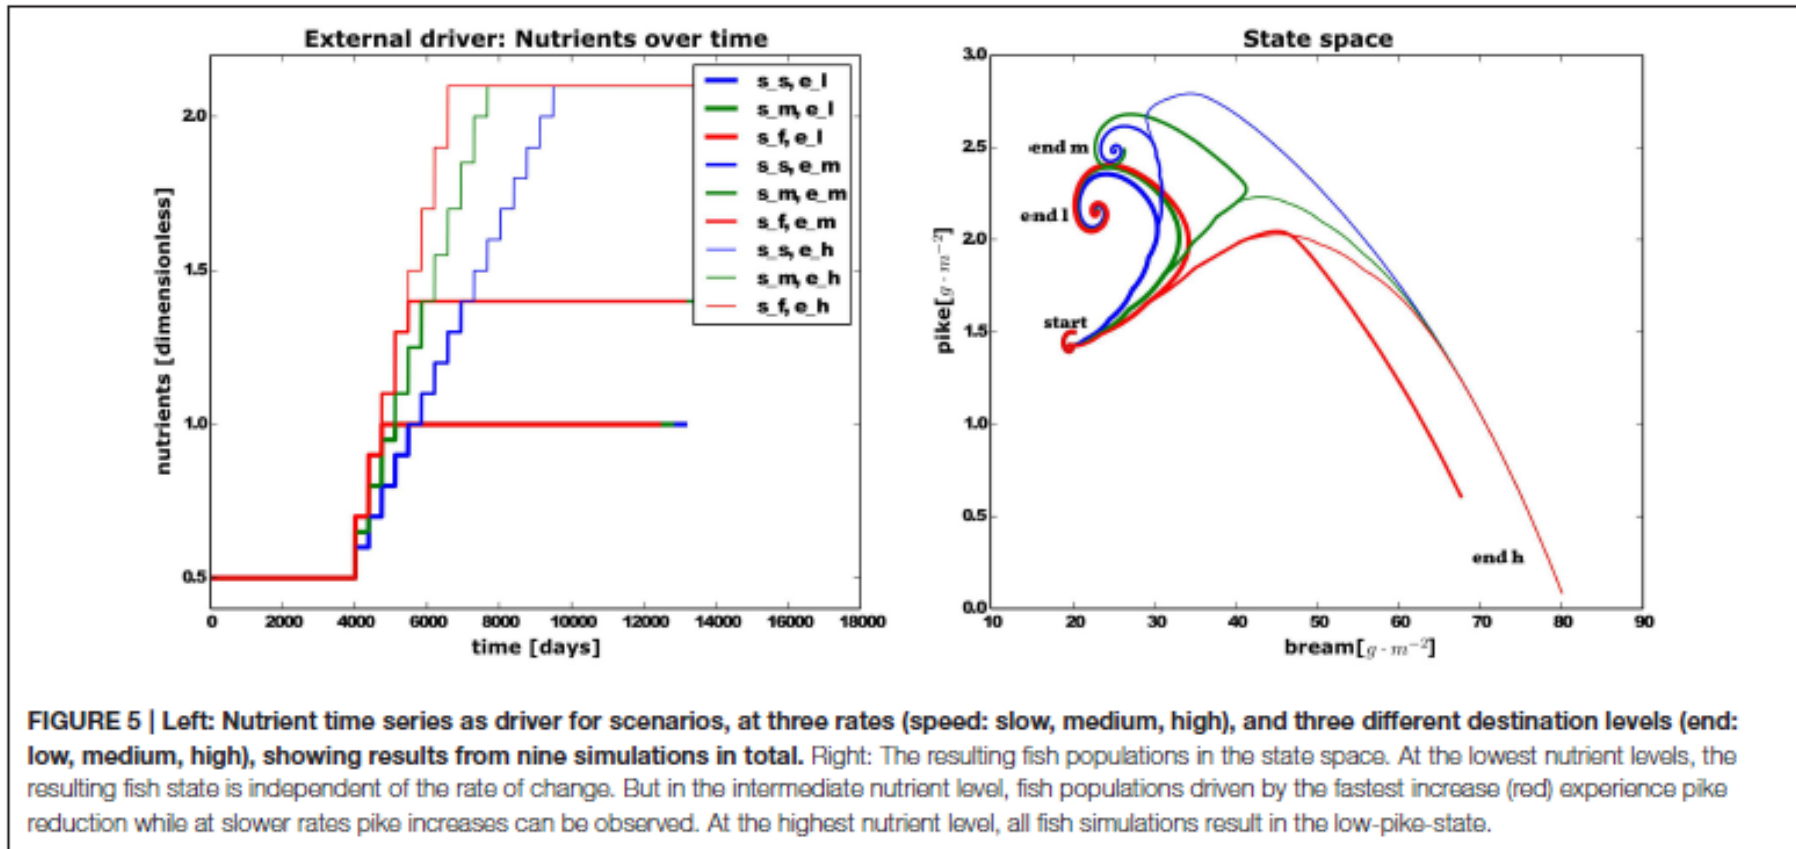 External driver: Nutrients over time
nutrients [dimensionless]
2.0
1.5
1.0
0.5
0
2000
4000
6000
8000
10000
12000
14000
16000
18000
time [days]
s_s, e_l
s_m, e_l
s_f, e_l
s_s, e_m
s_m, e_m
s_f, e_m
s_s, e_h
s_m, e_h
s_f, e_h
State space
pike[g · m⁻²]
3.0
2.5
2.0
1.5
1.0
0.5
0.0
10
20
30
40
50
60
70
80
90
bream[g · m⁻²]
end m
end l
start
end h
FIGURE 5 | Left: Nutrient time series as driver for scenarios, at three rates (speed: slow, medium, high), and three different destination levels (end:
low, medium, high), showing results from nine simulations in total. Right: The resulting fish populations in the state space. At the lowest nutrient levels, the
resulting fish state is independent of the rate of change. But in the intermediate nutrient level, fish populations driven by the fastest increase (red) experience pike
reduction while at slower rates pike increases can be observed. At the highest nutrient level, all fish simulations result in the low-pike-state.